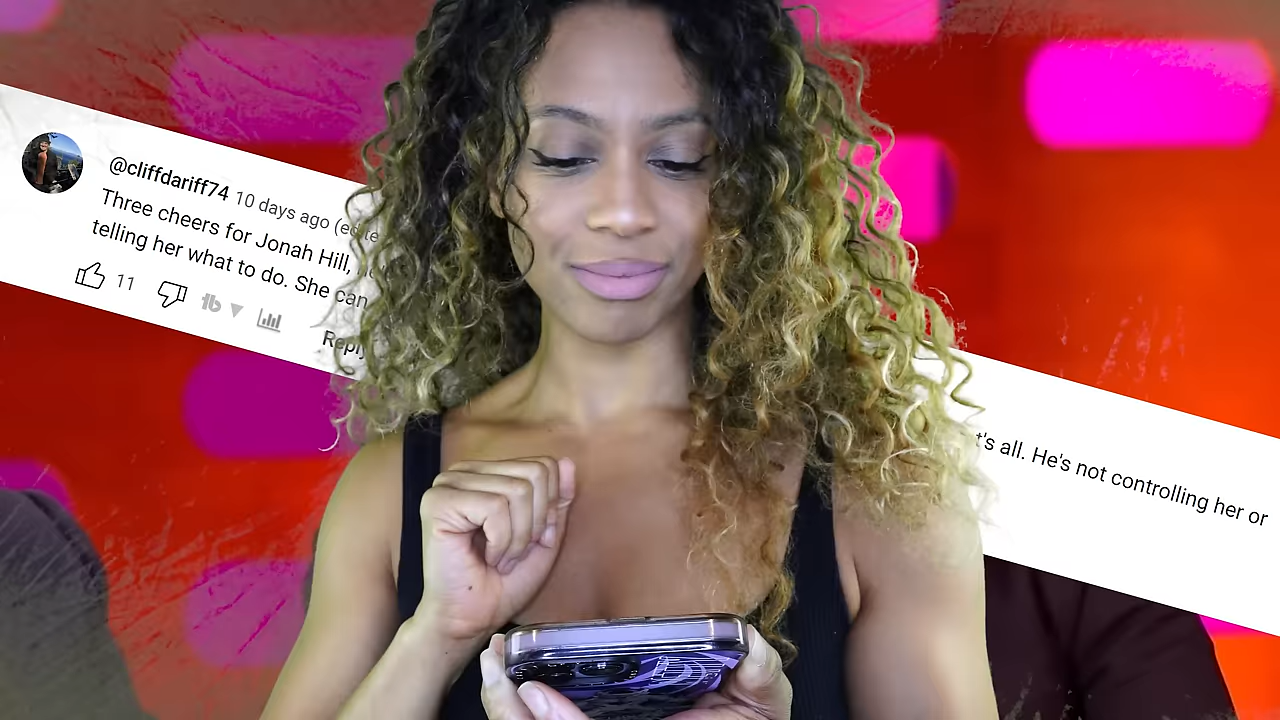 @cliffdariff74 10 days ago (edite
Three cheers for Jonah Hill, t's all. He's not controlling her or
telling her what to do. She can
11
Reply